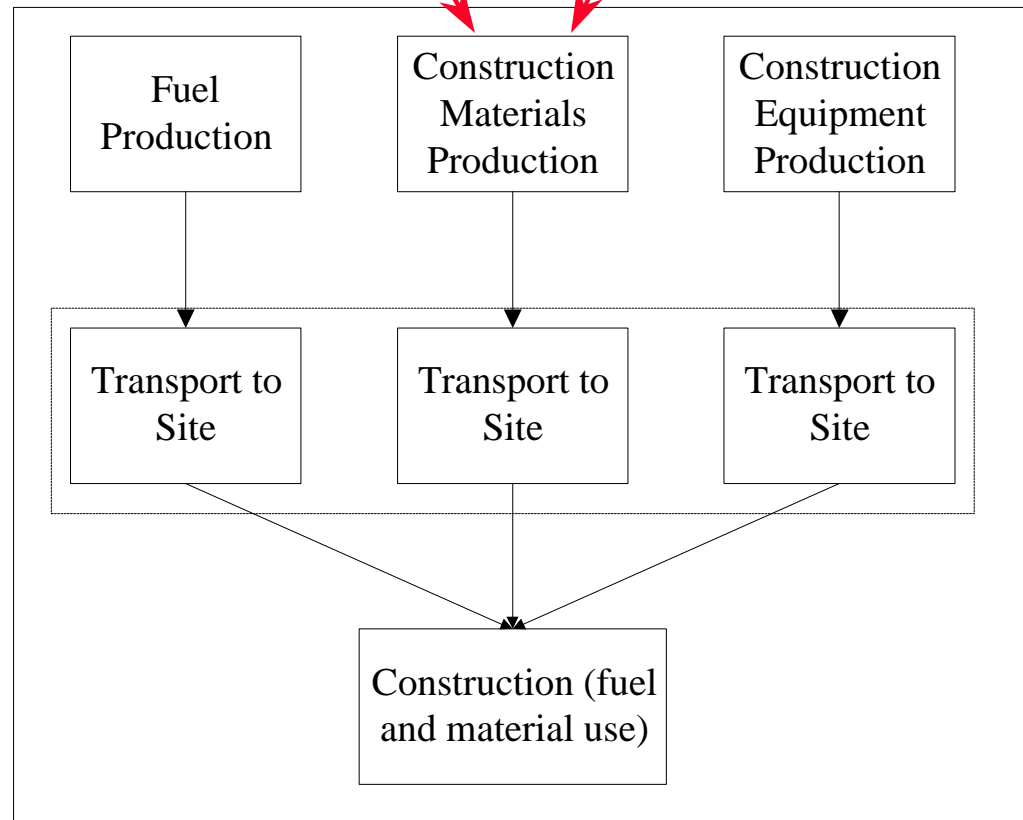 Fuel
Production
Construction
Materials
Production
Construction
Equipment
Production
Transport to
Site
Transport to
Site
Transport to
Site
Construction (fuel
and material use)